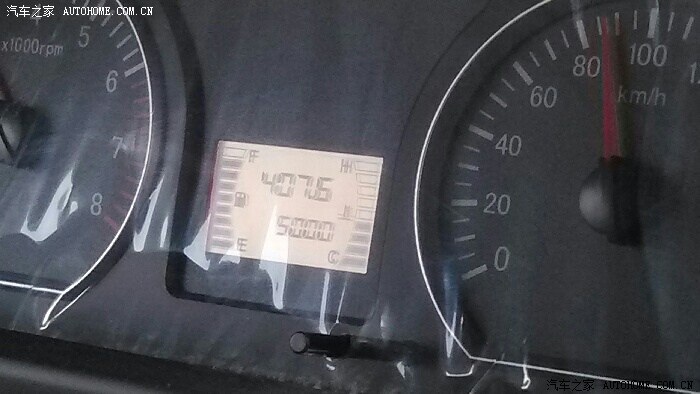 汽车之家 AUTOHOME.COM.CN
x1000rpm
5
6
7
8
F
H
407.6
5000
E
C
0
20
40
60
80
100
km/h
汽车之家 AUTOHOME.COM.CN